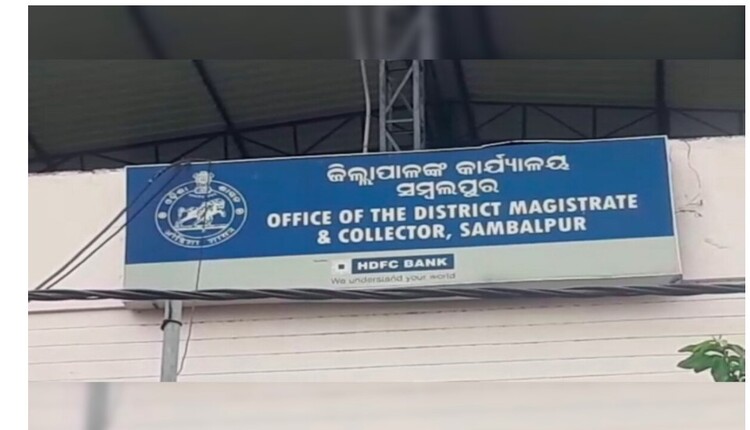 ଜିଲ୍ଲାପାଳଙ୍କ କାର୍ଯ୍ୟାଳୟ
ସମ୍ବଲପୁର
OFFICE OF THE DISTRICT MAGISTRATE
& COLLECTOR, SAMBALPUR
HDFC BANK
We understand your world